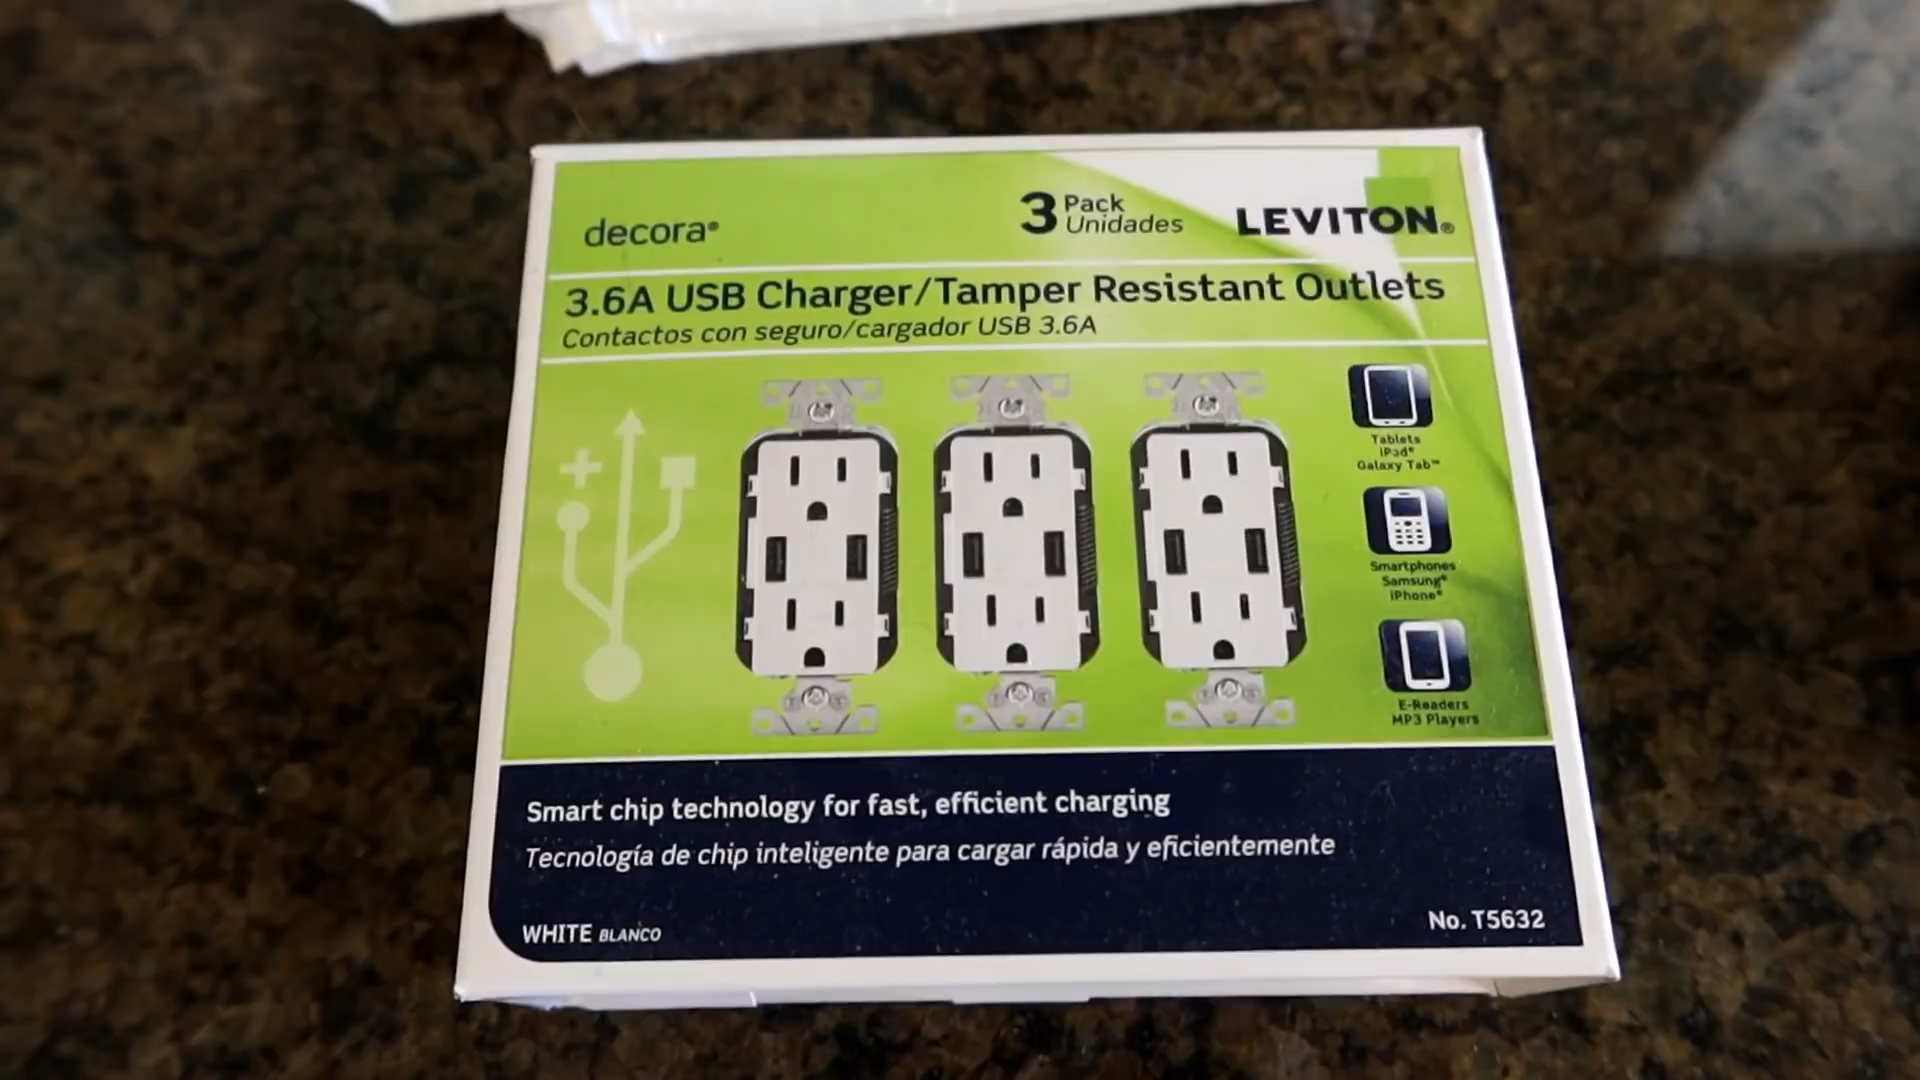 decora®
3 Pack
Unidades
LEVITON®
3.6A USB Charger/Tamper Resistant Outlets
Contactos con seguro/cargador USB 3.6A
Tablets
iPad®
Galaxy Tab™
Smartphones
Samsung®
iPhone®
E-Readers
MP3 Players
Smart chip technology for fast, efficient charging
Tecnología de chip inteligente para cargar rápida y eficientemente
WHITE BLANCO
No. T5632